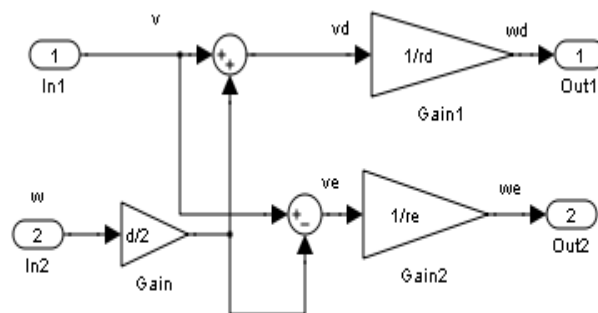 v
vd
wd
1
+
+
1/rd
1
In1
Gain1
Out1
w
ve
we
2
d/2
+
−
1/re
2
In2
Gain
Gain2
Out2